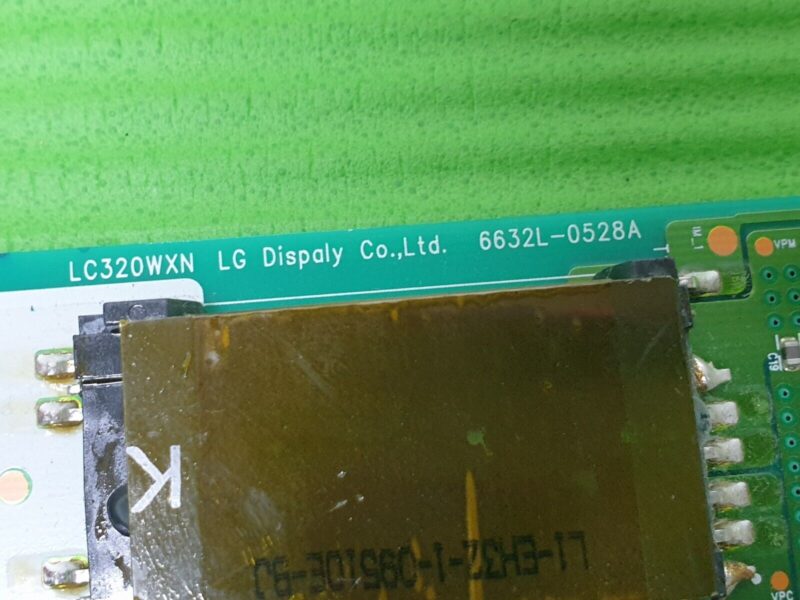 LC320WXN LG Dispaly Co.,Ltd. 6632L-0528A
VPM
C19
K
VPC